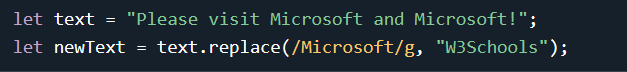 let text = "Please visit Microsoft and Microsoft!";
let newText = text.replace(/Microsoft/g, "W3Schools");